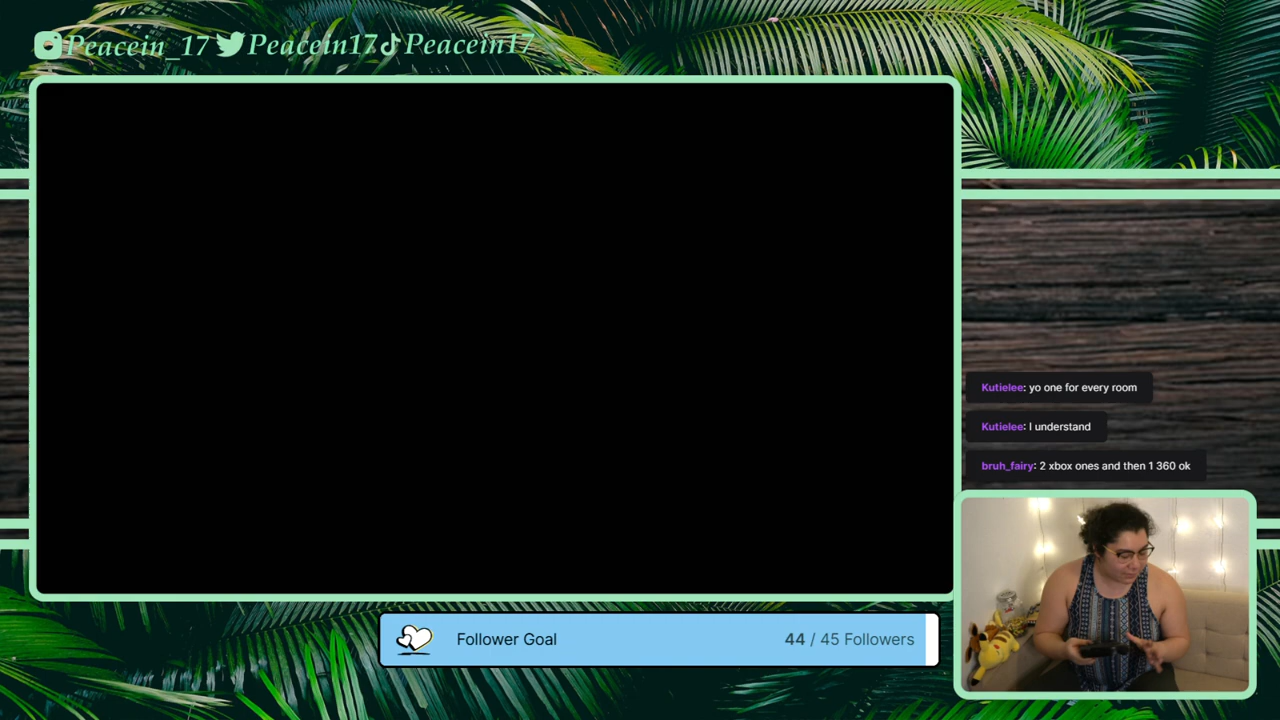 Peacein_17 Peacein17 Peacein17
Kutielee: yo one for every room
Kutielee: I understand
bruh_fairy: 2 xbox ones and then 1 360 ok
Follower Goal 44 / 45 Followers